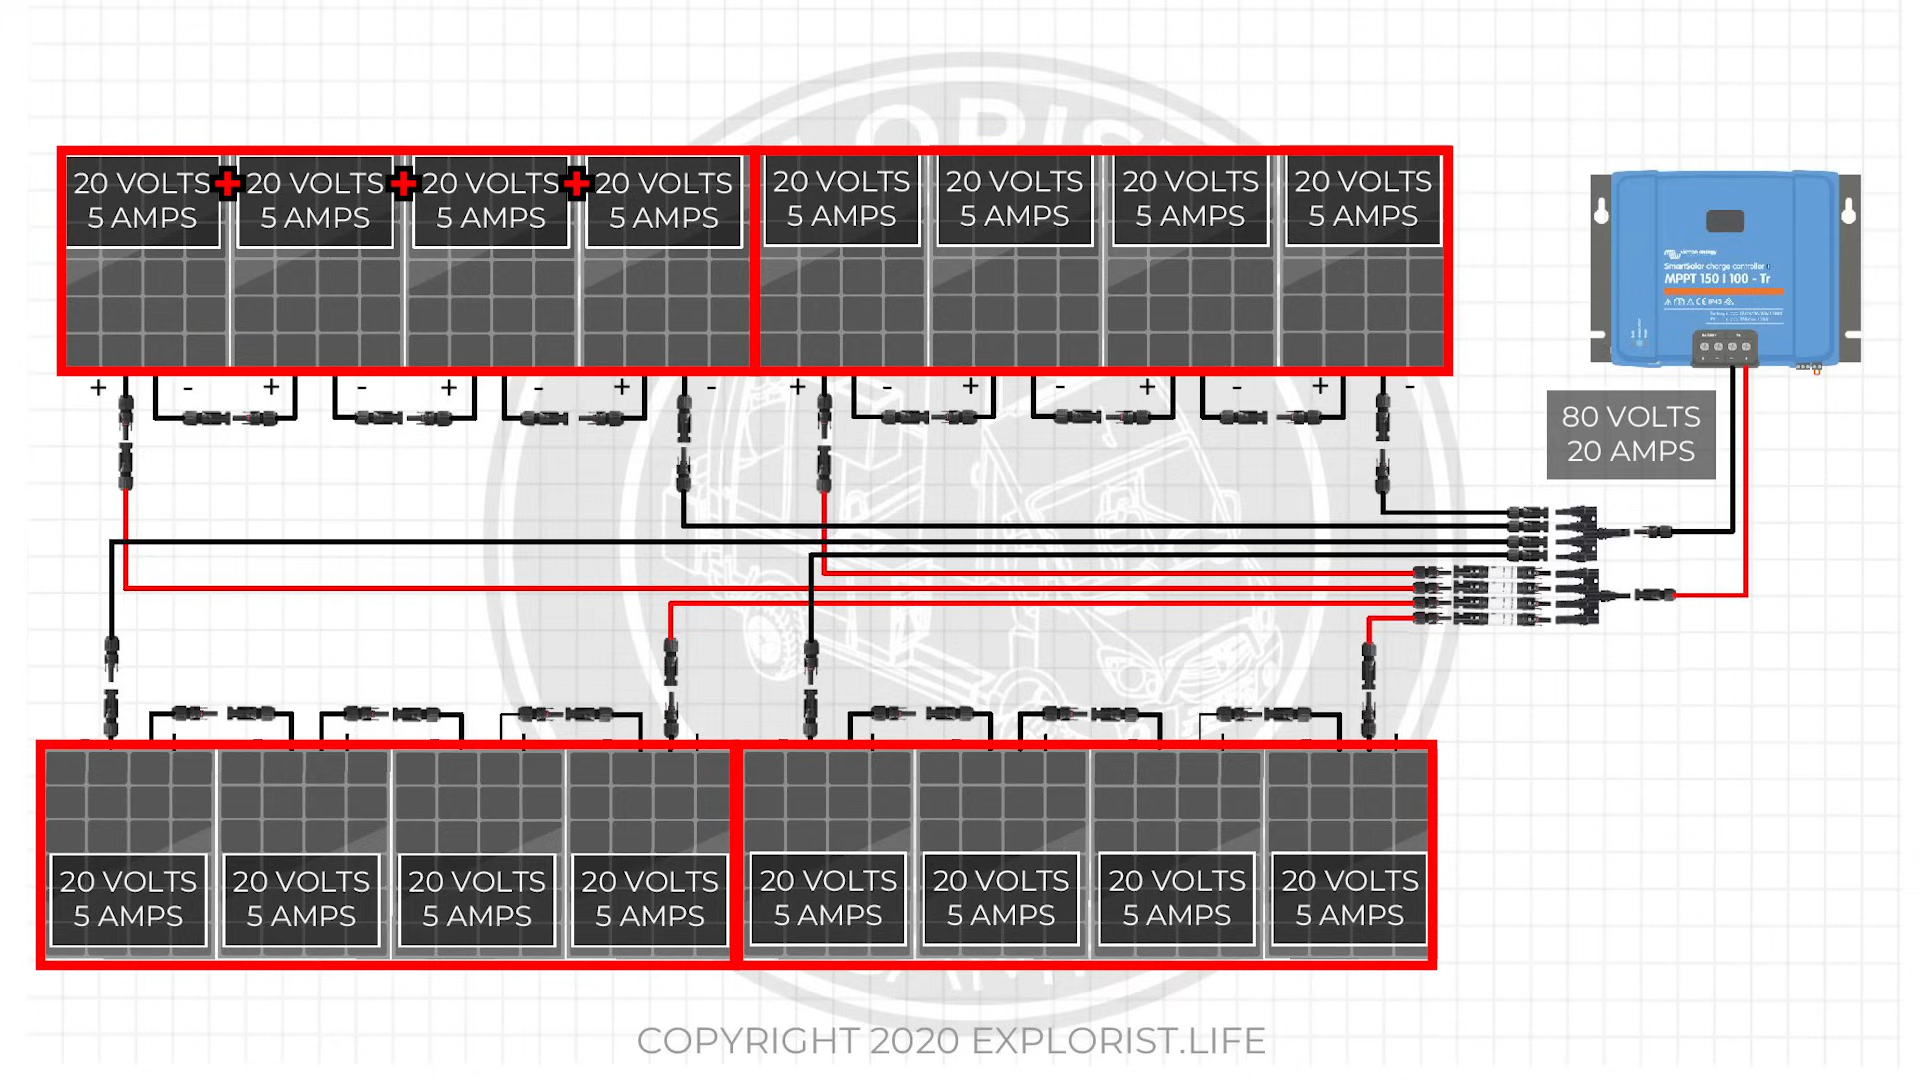 20 VOLTS + 20 VOLTS + 20 VOLTS + 20 VOLTS 20 VOLTS 20 VOLTS 20 VOLTS 20 VOLTS
5 AMPS 5 AMPS 5 AMPS 5 AMPS 5 AMPS 5 AMPS 5 AMPS 5 AMPS
SmartSolar charge controller
MPPT 150 | 100 - Tr
+ - + - + - + - + - + - + - + -
80 VOLTS
20 AMPS
20 VOLTS 20 VOLTS 20 VOLTS 20 VOLTS 20 VOLTS 20 VOLTS 20 VOLTS 20 VOLTS
5 AMPS 5 AMPS 5 AMPS 5 AMPS 5 AMPS 5 AMPS 5 AMPS 5 AMPS
COPYRIGHT 2020 EXPLORIST.LIFE